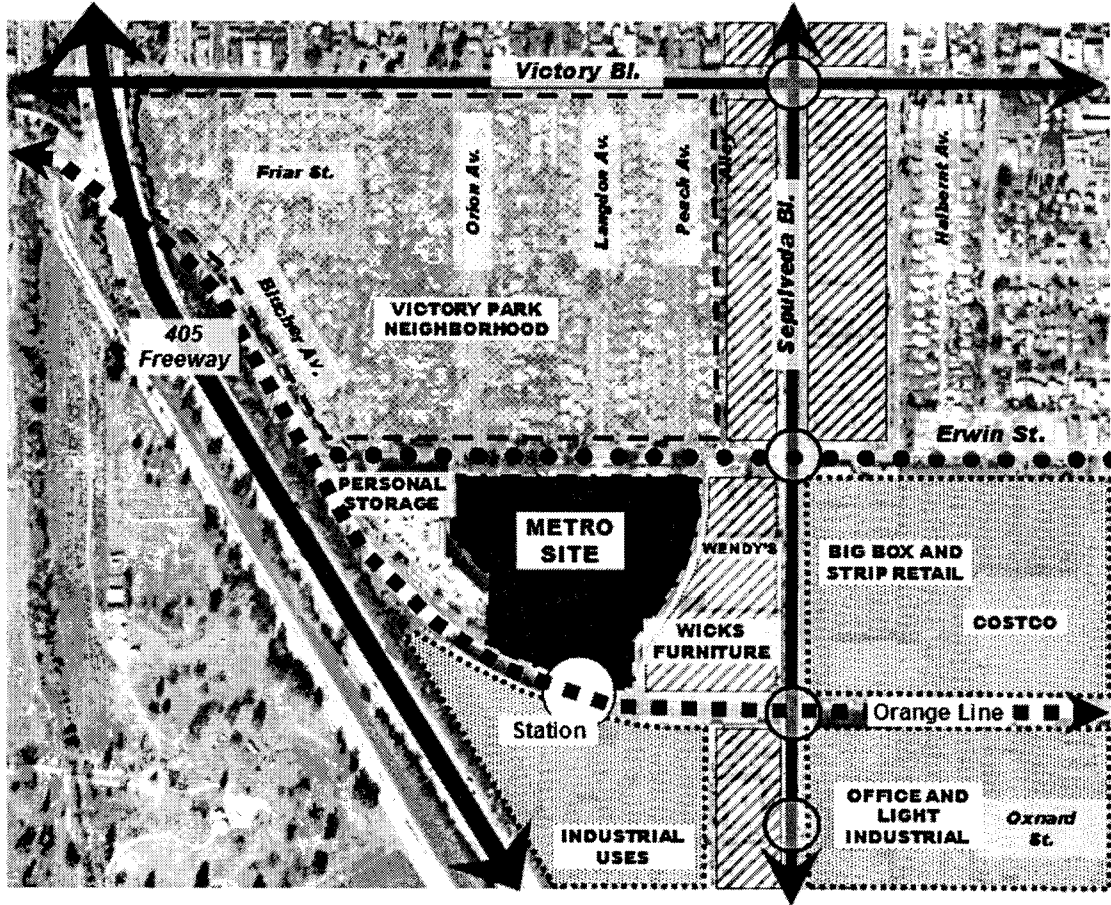 Victory Bl.
Friar St.
Orion Av.
Langdon Av.
Peach Av.
Alley
Sepulveda Bl.
Halbernt Av.
Blucher Av.
VICTORY PARK
NEIGHBORHOOD
405
Freeway
Erwin St.
PERSONAL
STORAGE
METRO
SITE
WENDY'S
BIG BOX AND
STRIP RETAIL
COSTCO
WICKS
FURNITURE
Station
Orange Line
OFFICE AND
LIGHT
INDUSTRIAL
Oxnard
St.
INDUSTRIAL
USES